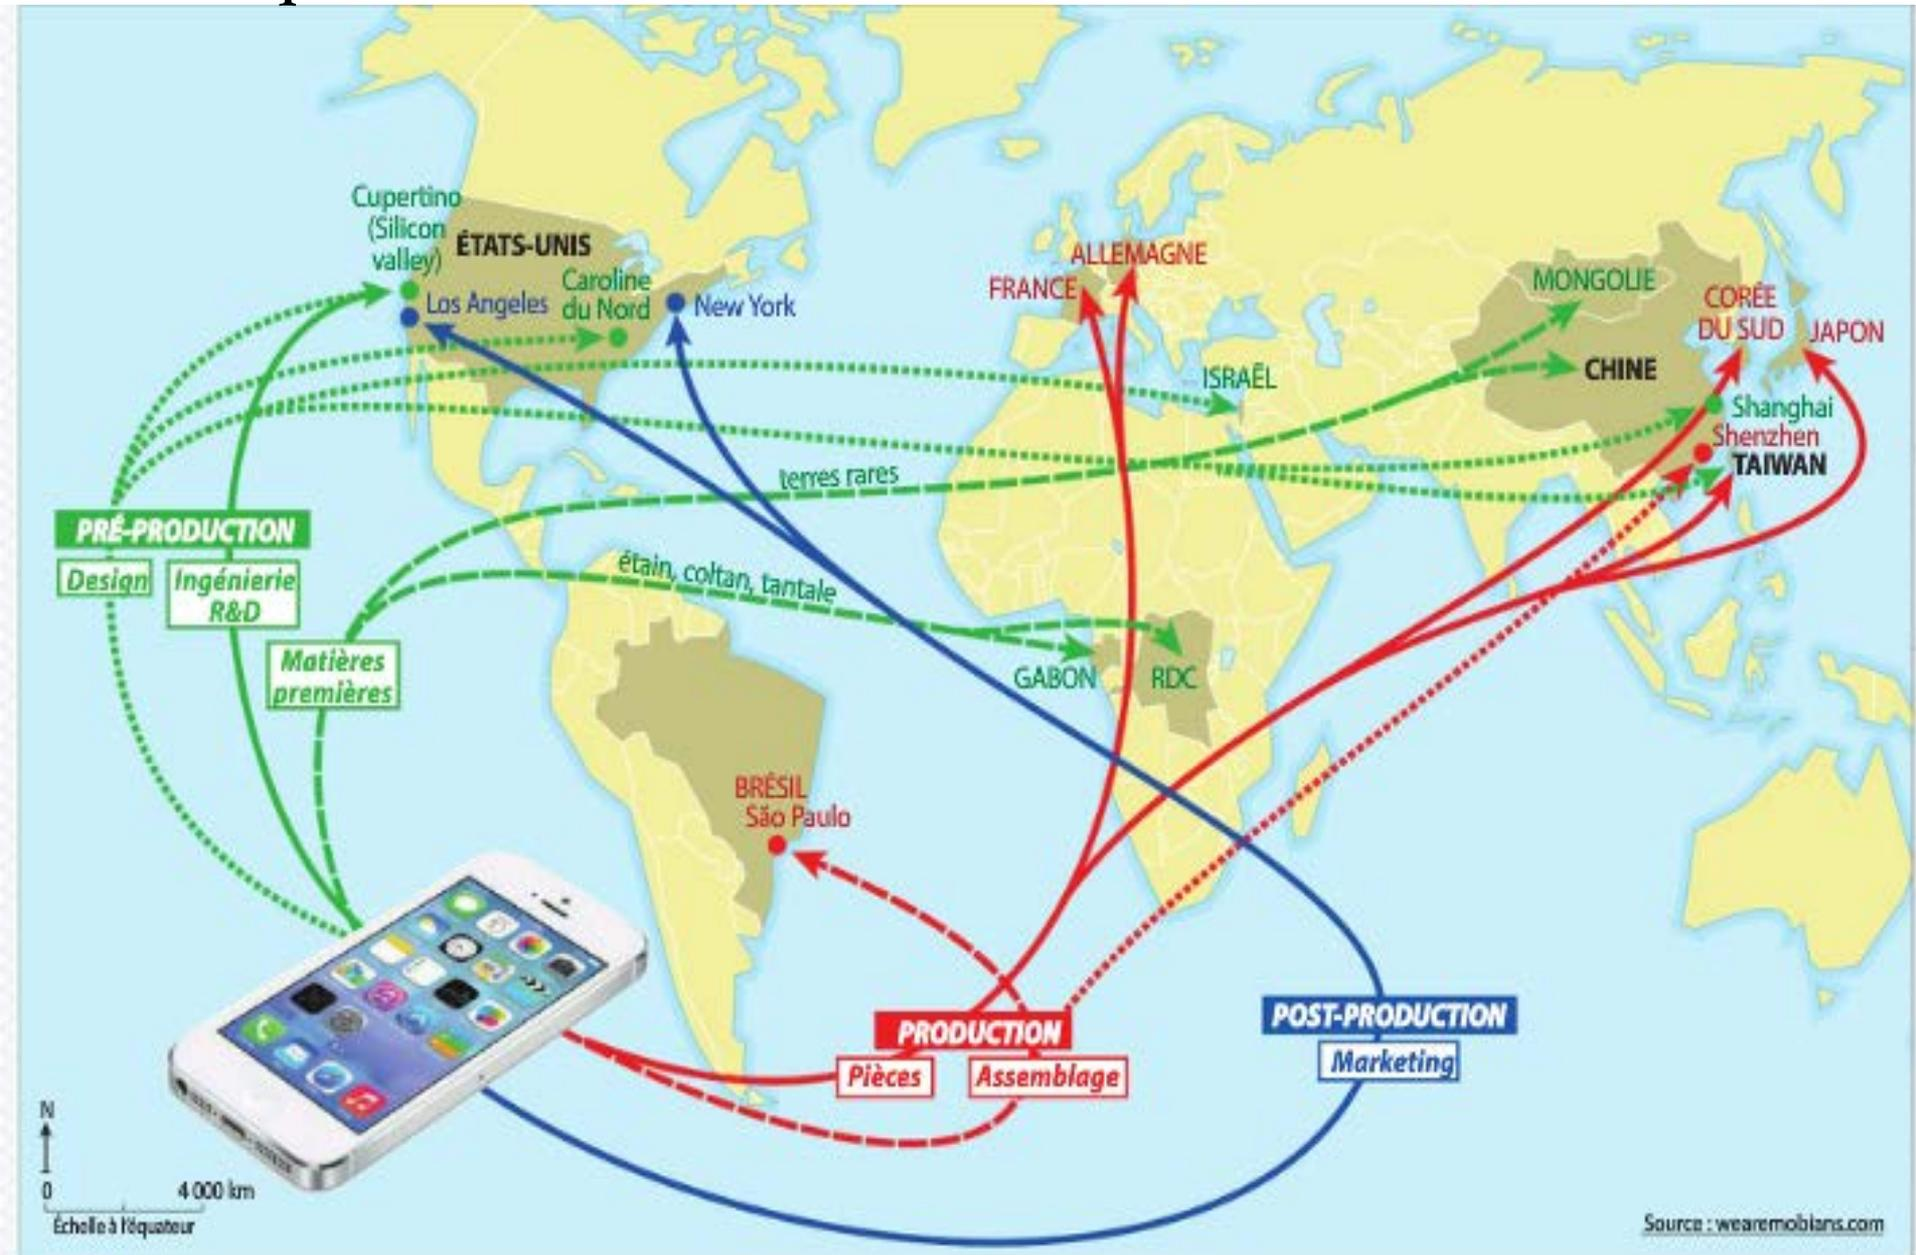 Cupertino
(Silicon
valley)
ÉTATS-UNIS
Los Angeles
Caroline
du Nord
New York
ALLEMAGNE
FRANCE
ISRAËL
MONGOLIE
CORÉE
DU SUD
JAPON
CHINE
Shanghai
Shenzhen
TAIWAN
terres rares
étain, coltan, tantale
PRÉ-PRODUCTION
Design
Ingénierie
R&D
Matières
premières
GABON
RDC
BRÉSIL
São Paulo
PRODUCTION
Pièces
Assemblage
POST-PRODUCTION
Marketing
N
0
4 000 km
Échelle à l'équateur
Source : wearemobians.com